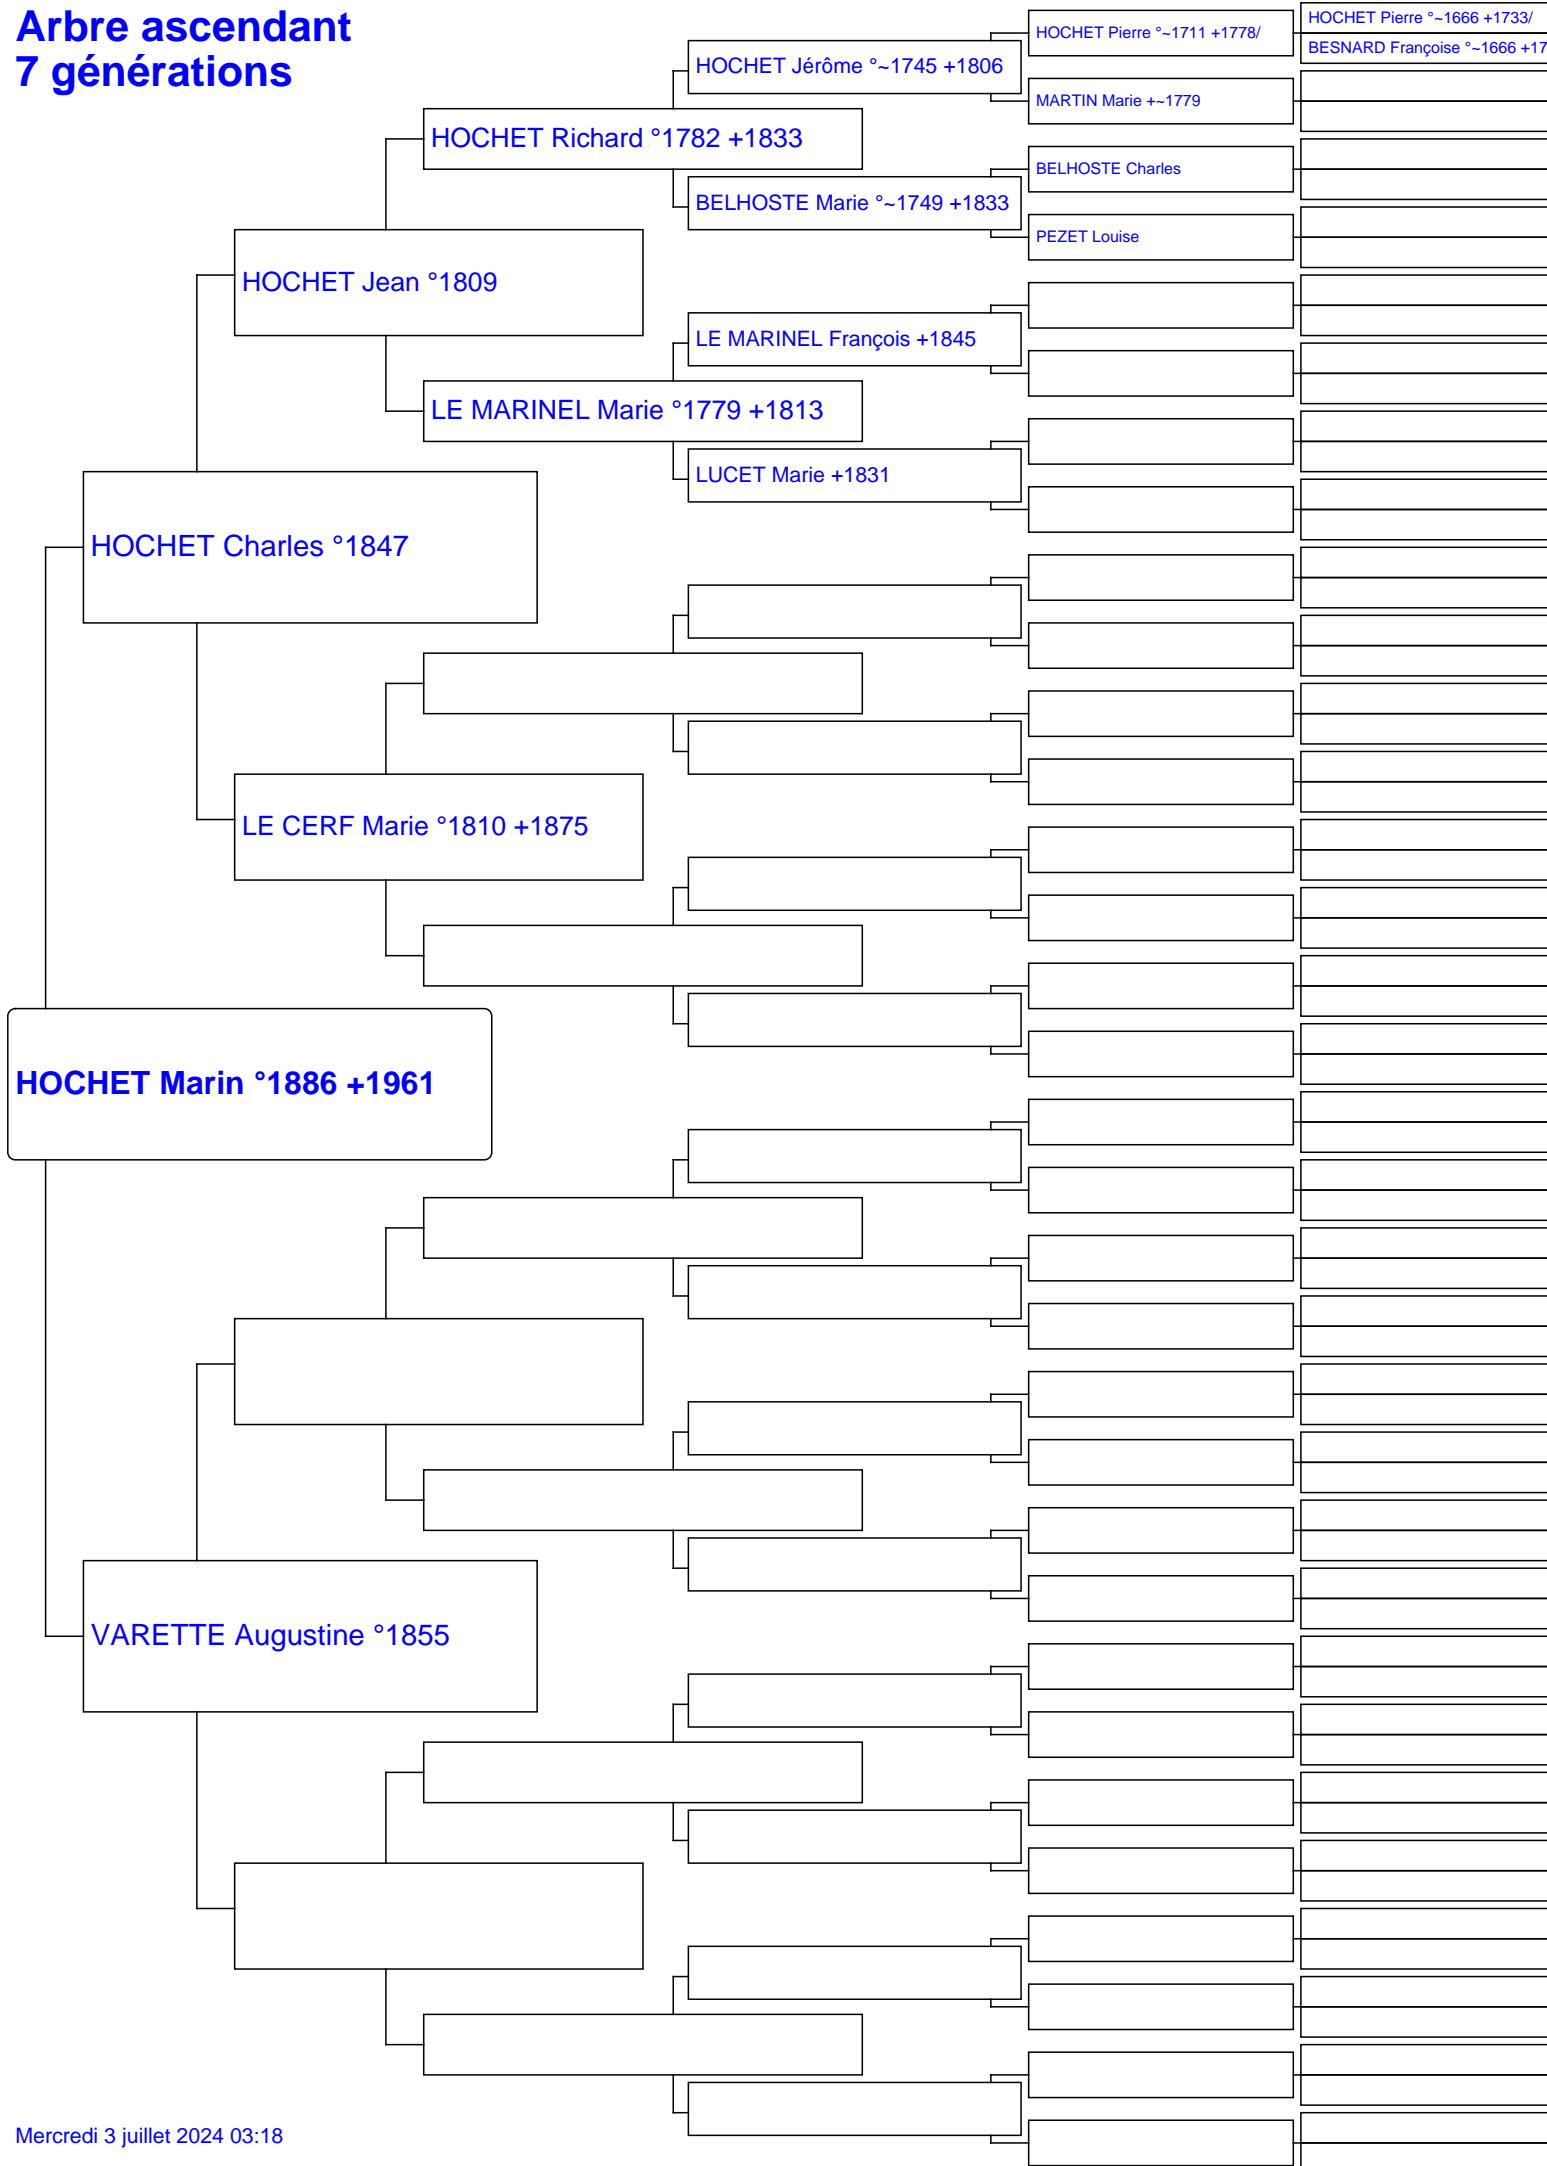 Arbre ascendant
7 générations
HOCHET Pierre °~1666 +1733/
BESNARD Françoise °~1666 +17
HOCHET Pierre °~1711 +1778/
HOCHET Jérôme °~1745 +1806
MARTIN Marie +~1779
HOCHET Richard °1782 +1833
BELHOSTE Charles
BELHOSTE Marie °~1749 +1833
PEZET Louise
HOCHET Jean °1809
LE MARINEL François +1845
LE MARINEL Marie °1779 +1813
LUCET Marie +1831
HOCHET Charles °1847
LE CERF Marie °1810 +1875
HOCHET Marin °1886 +1961
VARETTE Augustine °1855
Mercredi 3 juillet 2024 03:18